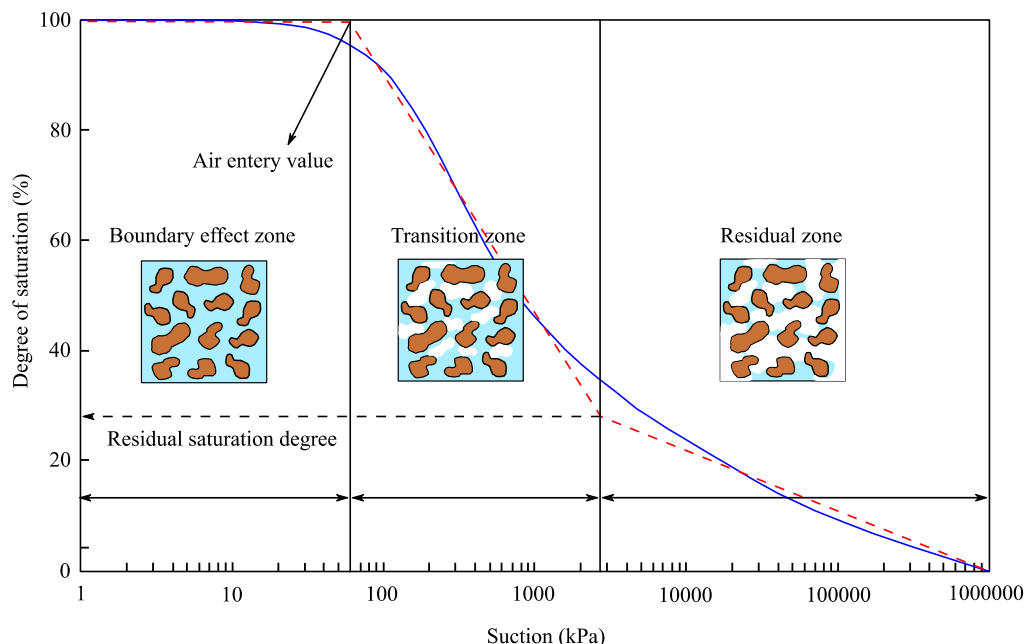 100%
80
60
40
20
0
Degree of saturation (%)
Air entery value
Boundary effect zone
Transition zone
Residual zone
Residual saturation degree
1
10
100
1000
10000
100000
1000000
Suction (kPa)